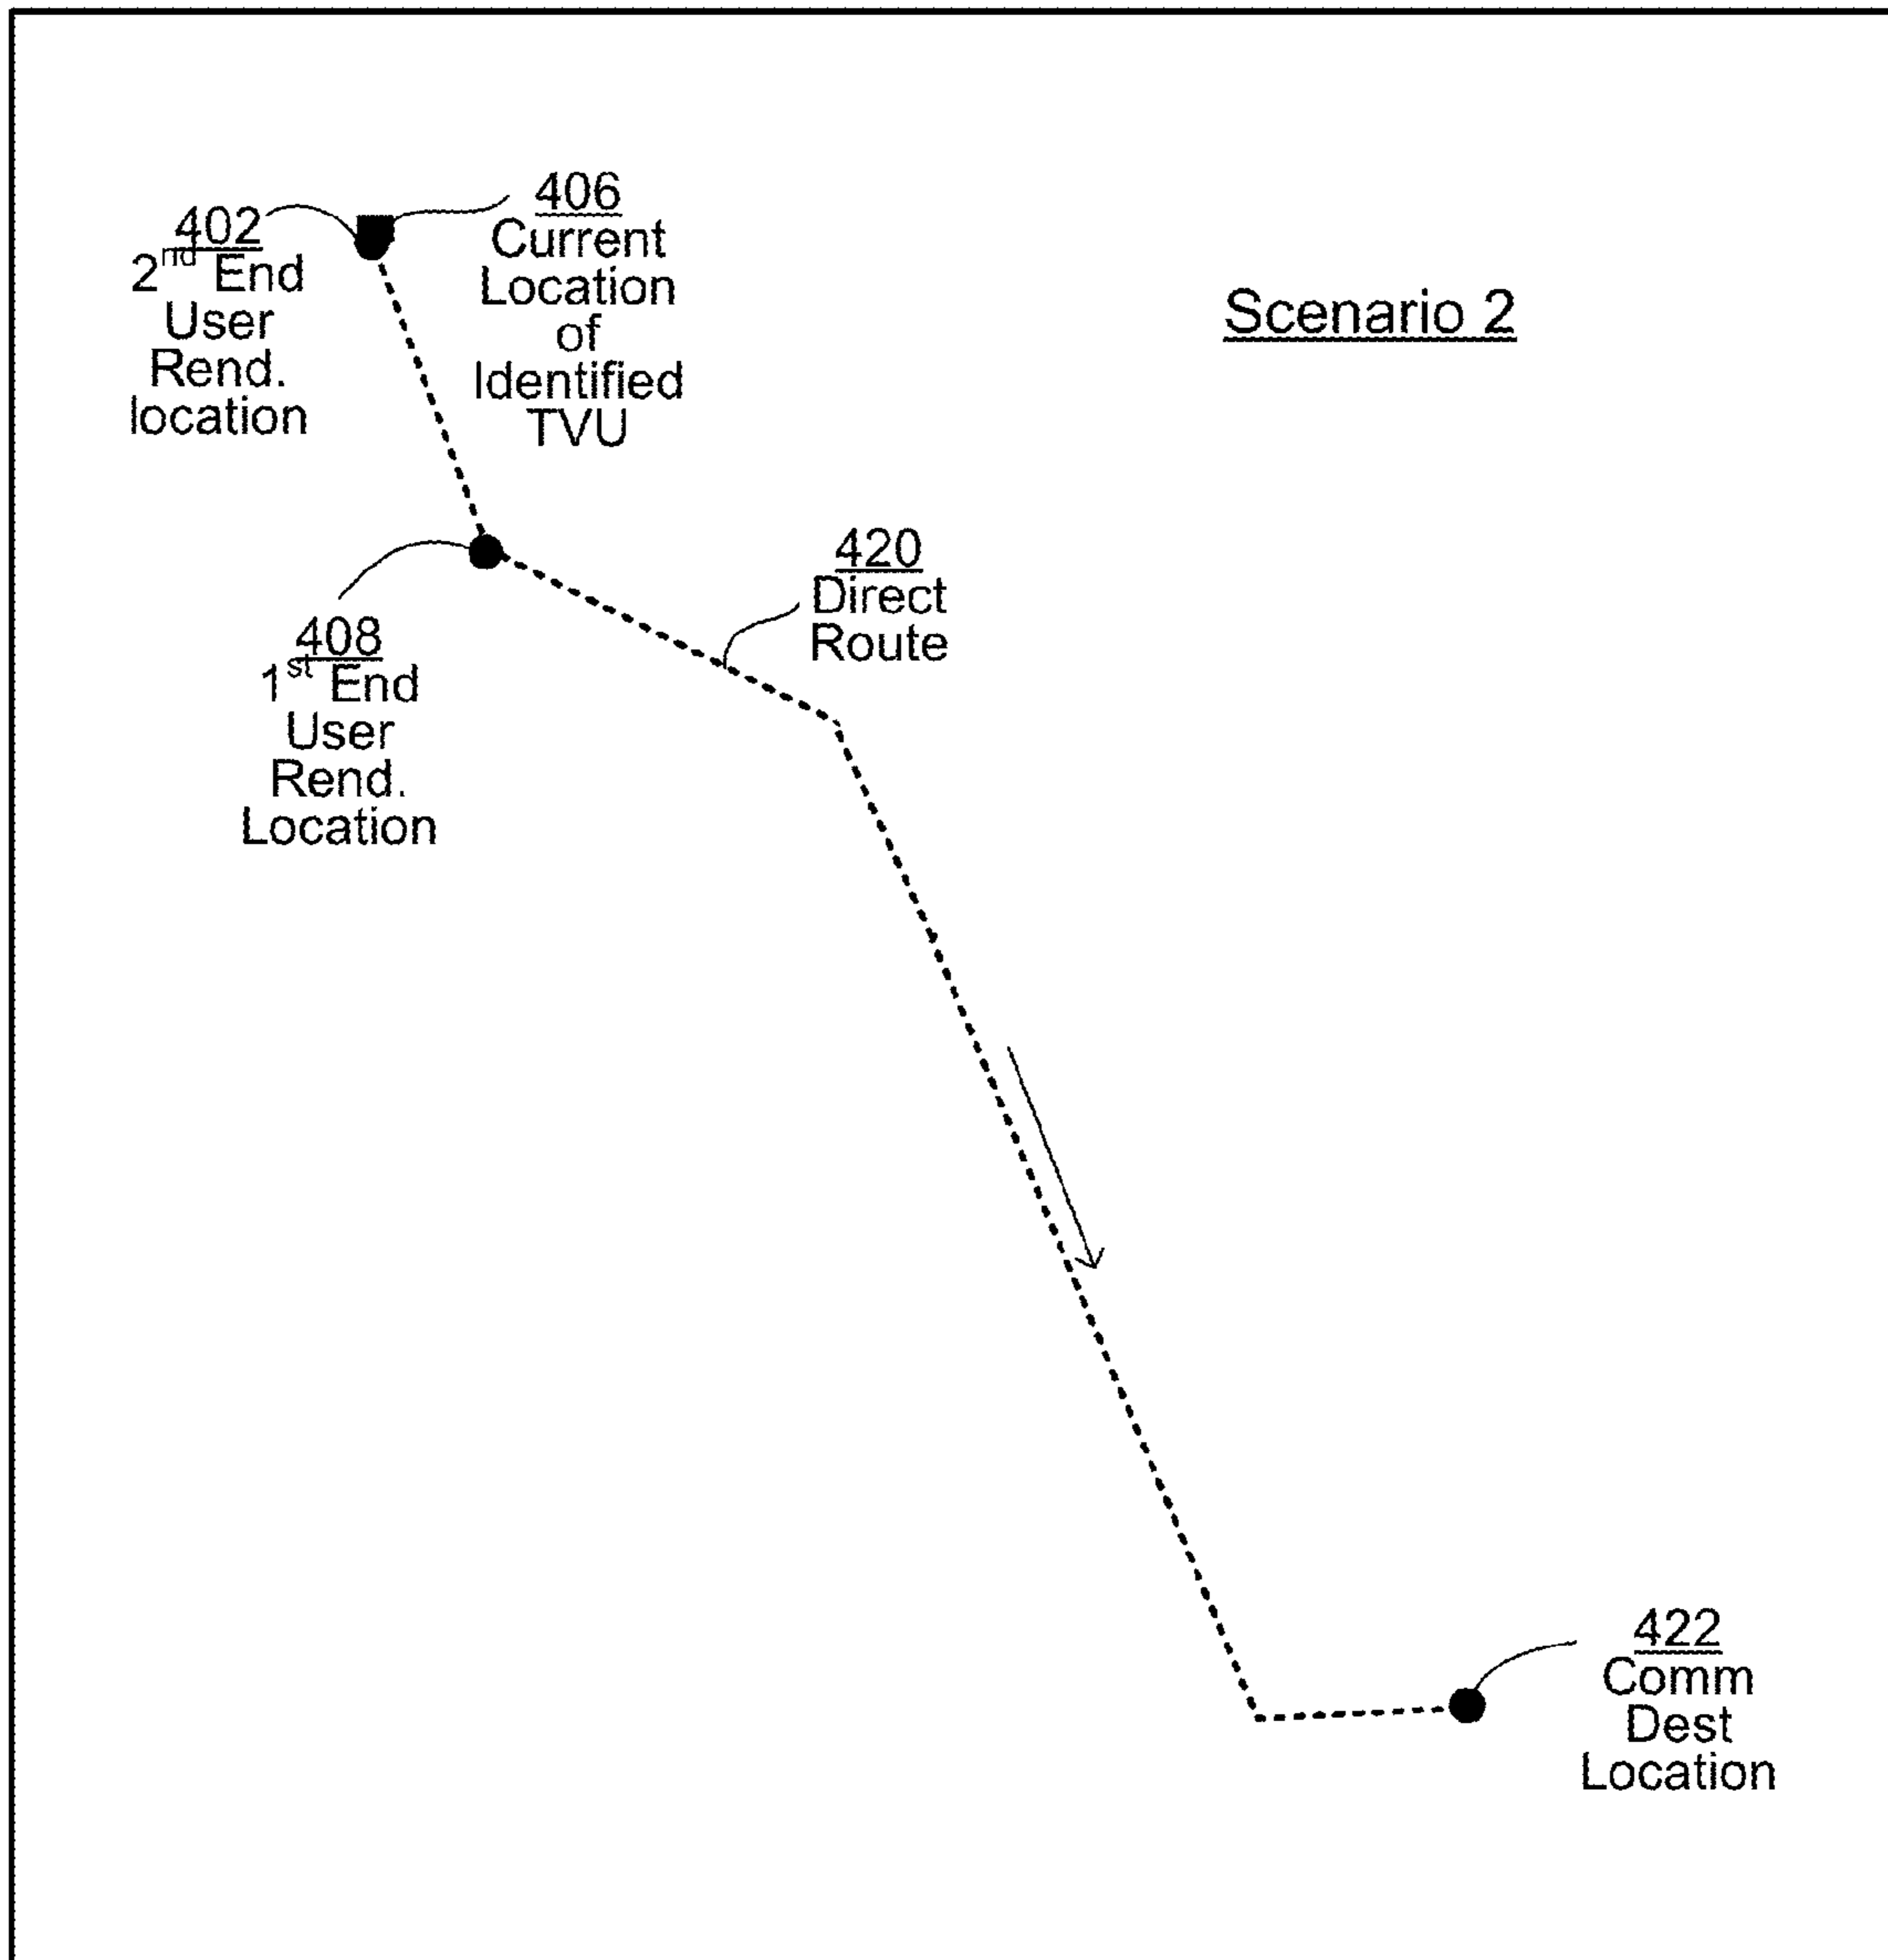 406
Current
Location
of
Identified
TVU
402
2nd End
User
Rend.
location
Scenario 2
420
Direct
Route
408
1st End
User
Rend.
Location
422
Comm
Dest
Location